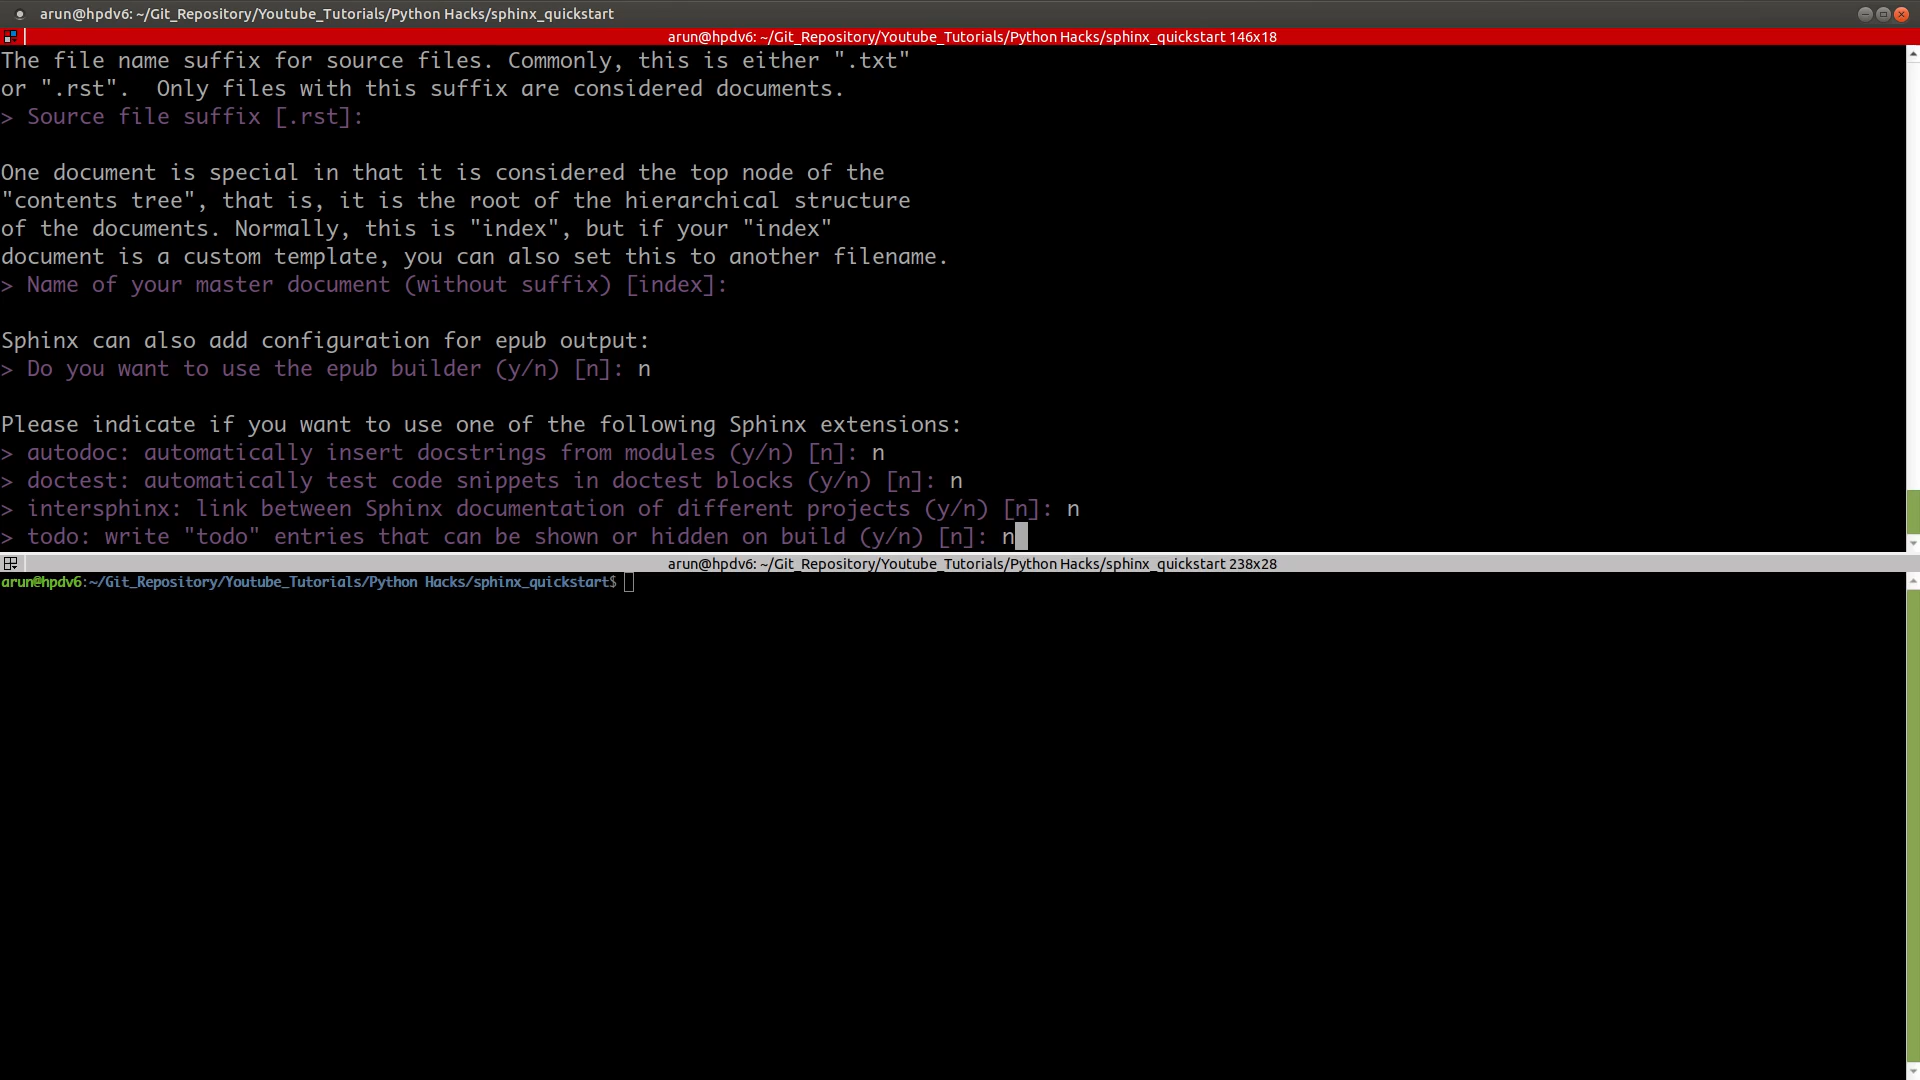 arun@hpdv6: ~/Git_Repository/Youtube_Tutorials/Python Hacks/sphinx_quickstart
arun@hpdv6: ~/Git_Repository/Youtube_Tutorials/Python Hacks/sphinx_quickstart 146x18
The file name suffix for source files. Commonly, this is either ".txt"
or ".rst".  Only files with this suffix are considered documents.
> Source file suffix [.rst]:
One document is special in that it is considered the top node of the
"contents tree", that is, it is the root of the hierarchical structure
of the documents. Normally, this is "index", but if your "index"
document is a custom template, you can also set this to another filename.
> Name of your master document (without suffix) [index]:
Sphinx can also add configuration for epub output:
> Do you want to use the epub builder (y/n) [n]: n
Please indicate if you want to use one of the following Sphinx extensions:
> autodoc: automatically insert docstrings from modules (y/n) [n]: n
> doctest: automatically test code snippets in doctest blocks (y/n) [n]: n
> intersphinx: link between Sphinx documentation of different projects (y/n) [n]: n
> todo: write "todo" entries that can be shown or hidden on build (y/n) [n]: n
arun@hpdv6: ~/Git_Repository/Youtube_Tutorials/Python Hacks/sphinx_quickstart 238x28
arun@hpdv6:~/Git_Repository/Youtube_Tutorials/Python Hacks/sphinx_quickstart$